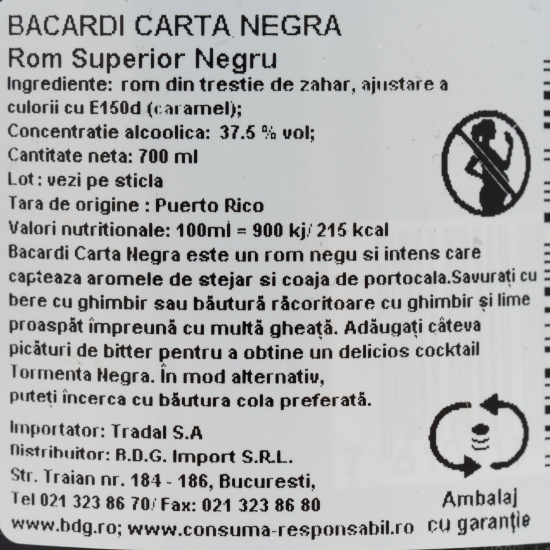 BACARDI CARTA NEGRA
Rom Superior Negru
Ingrediente: rom din trestie de zahar, ajustare a
culorii cu E150d (caramel);
Concentratie alcoolica: 37.5 % vol;
Cantitate neta: 700 ml
Lot: vezi pe sticla
Tara de origine : Puerto Rico
Valori nutritionale: 100ml = 900 kj/ 215 kcal
Bacardi Carta Negra este un rom negu si intens care
capteaza aromele de stejar si coaja de portocala.Savurați cu
bere cu ghimbir sau băutură răcoritoare cu ghimbir și lime
proaspăt împreună cu multă gheață. Adăugați câteva
picături de bitter pentru a obtine un delicios cocktail
Tormenta Negra. În mod alternativ,
puteți încerca cu băutura cola preferată.
Importator: Tradal S.A
Distribuitor: B.D.G. Import S.R.L.
Str. Traian nr. 184 - 186, Bucuresti,
Tel 021 323 86 70/ Fax: 021 323 86 80
www.bdg.ro; www.consuma-responsabil.ro
Ambalaj
cu garanție